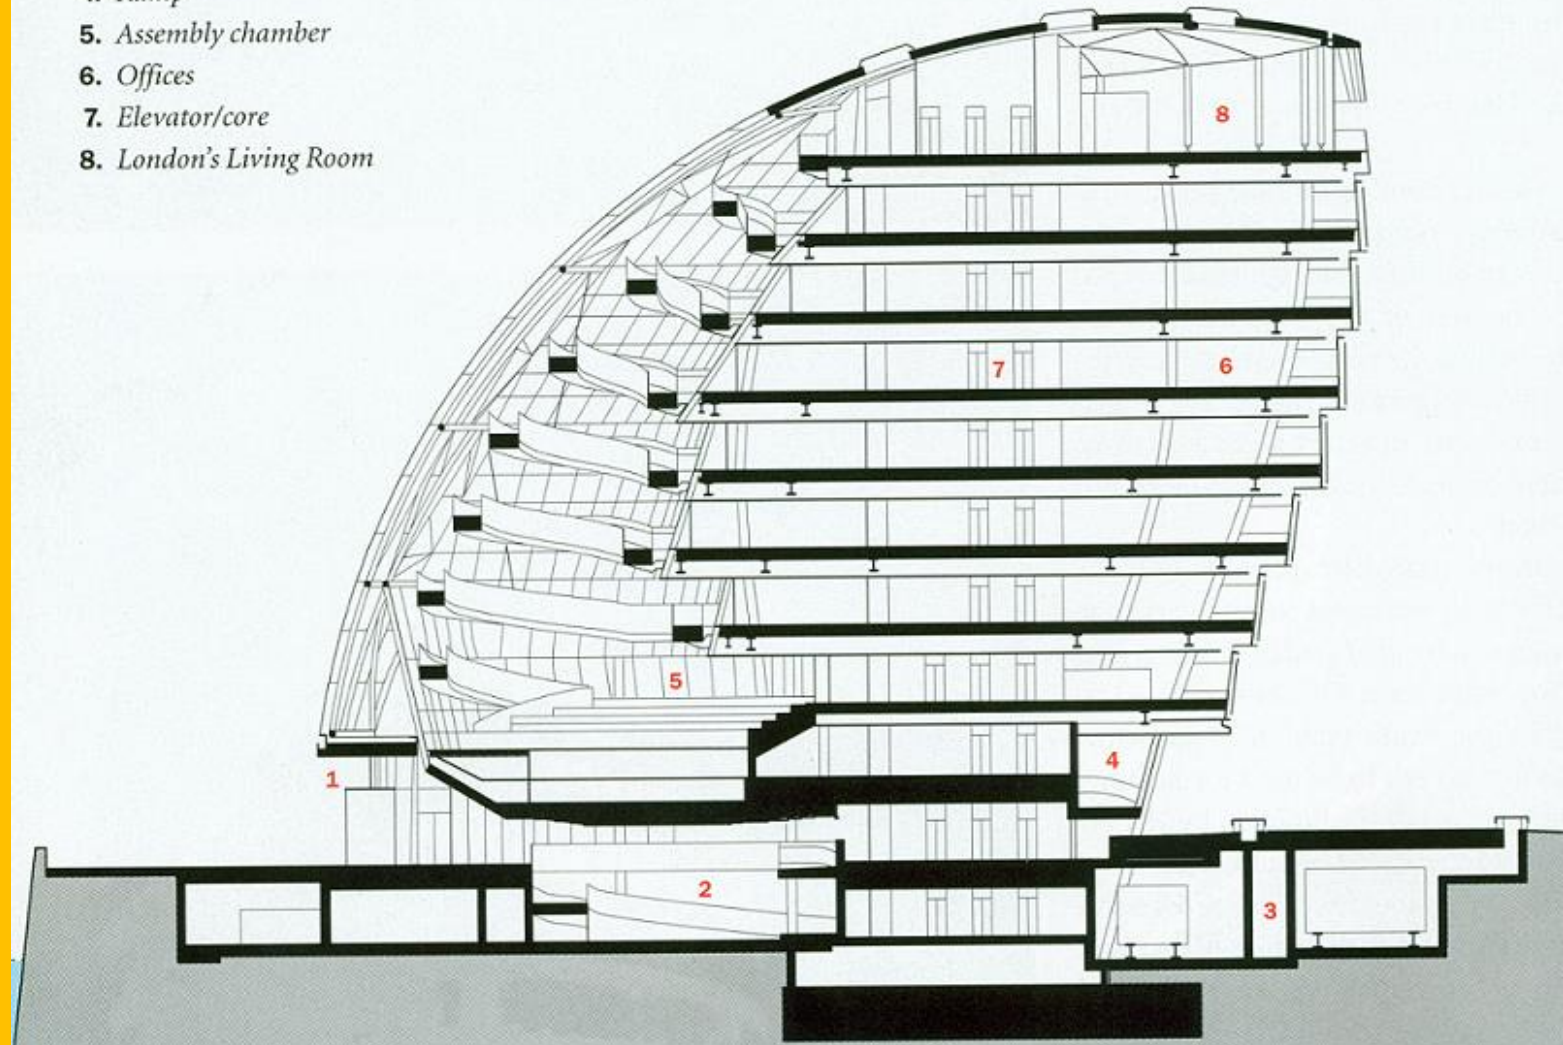 5. Assembly chamber
6. Offices
7. Elevator/core
8. London's Living Room
8
7
6
5
4
1
2
3